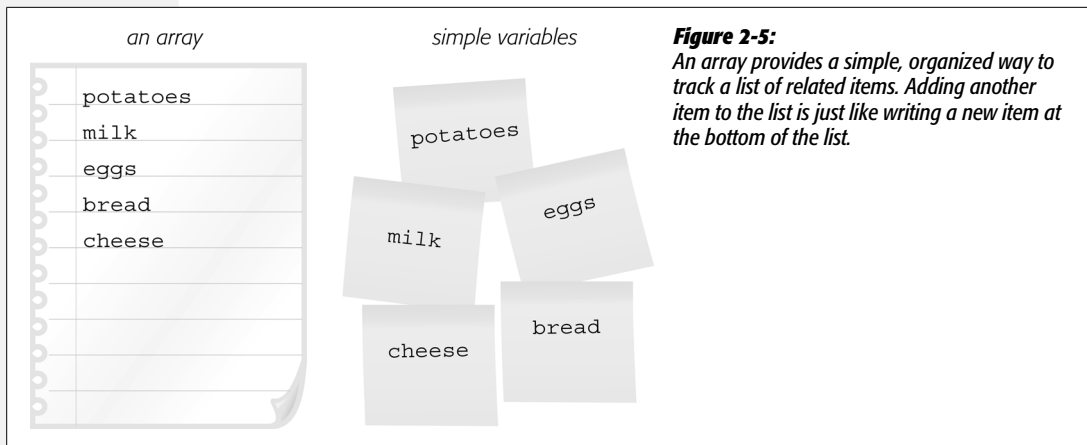 an array
potatoes
milk
eggs
bread
cheese
simple variables
potatoes
eggs
milk
bread
cheese
Figure 2-5:
An array provides a simple, organized way to
track a list of related items. Adding another
item to the list is just like writing a new item at
the bottom of the list.